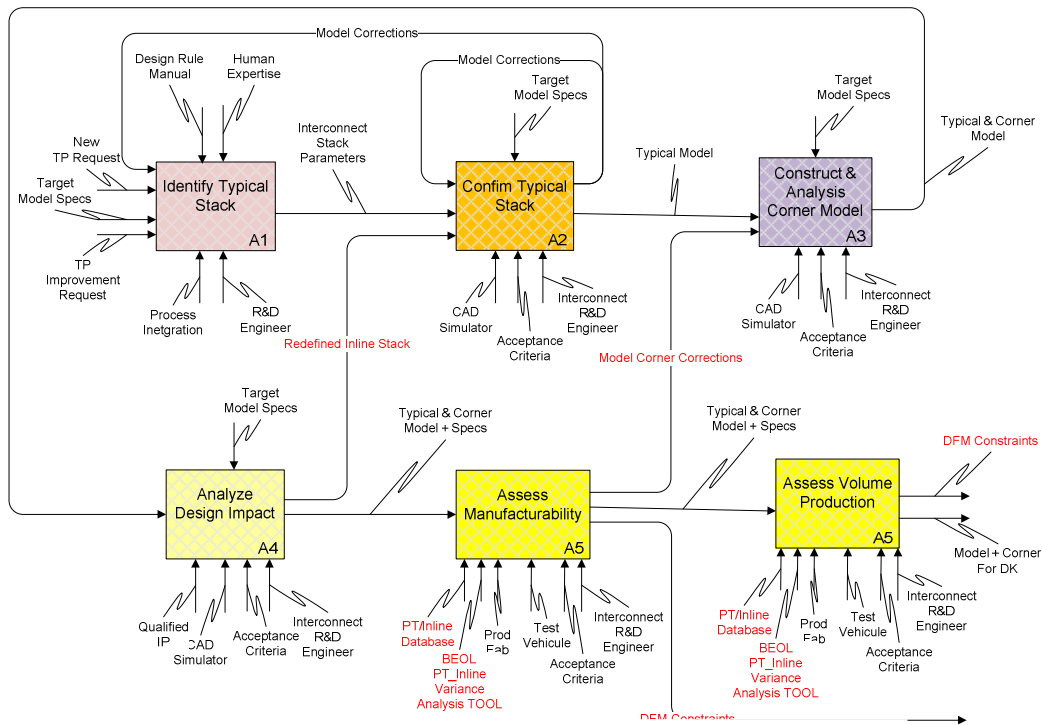 Model Corrections
Model Corrections
Design Rule
Manual
Human
Expertise
Target
Model Specs
Target
Model Specs
Typical & Corner
Model
New
TP Request
Target
Model Specs
TP
Improvement
Request
Interconnect
Stack
Parameters
Typical Model
Identify Typical
Stack
A1
Confim Typical
Stack
A2
Construct &
Analysis
Corner Model
A3
Process
Inetgration
R&D
Engineer
CAD
Simulator
Acceptance
Criteria
Interconnect
R&D
Engineer
CAD
Simulator
Acceptance
Criteria
Interconnect
R&D
Engineer
Redefined Inline Stack
Model Corner Corrections
Target
Model Specs
Typical & Corner
Model + Specs
Typical & Corner
Model + Specs
DFM Constraints
Analyze
Design Impact
A4
Assess
Manufacturability
A5
Assess Volume
Production
A5
Model + Corner
For DK
Qualified
IP
CAD
Simulator
Acceptance
Criteria
Interconnect
R&D
Engineer
PT/Inline
Database
BEOL
PT_Inline
Variance
Analysis TOOL
Prod
Fab
Test
Vehicule
Acceptance
Criteria
Interconnect
R&D
Engineer
PT/Inline
Database
BEOL
PT_Inline
Variance
Analysis TOOL
Prod
Fab
Test
Vehicule
Acceptance
Criteria
Interconnect
R&D
Engineer
DFM Constraints